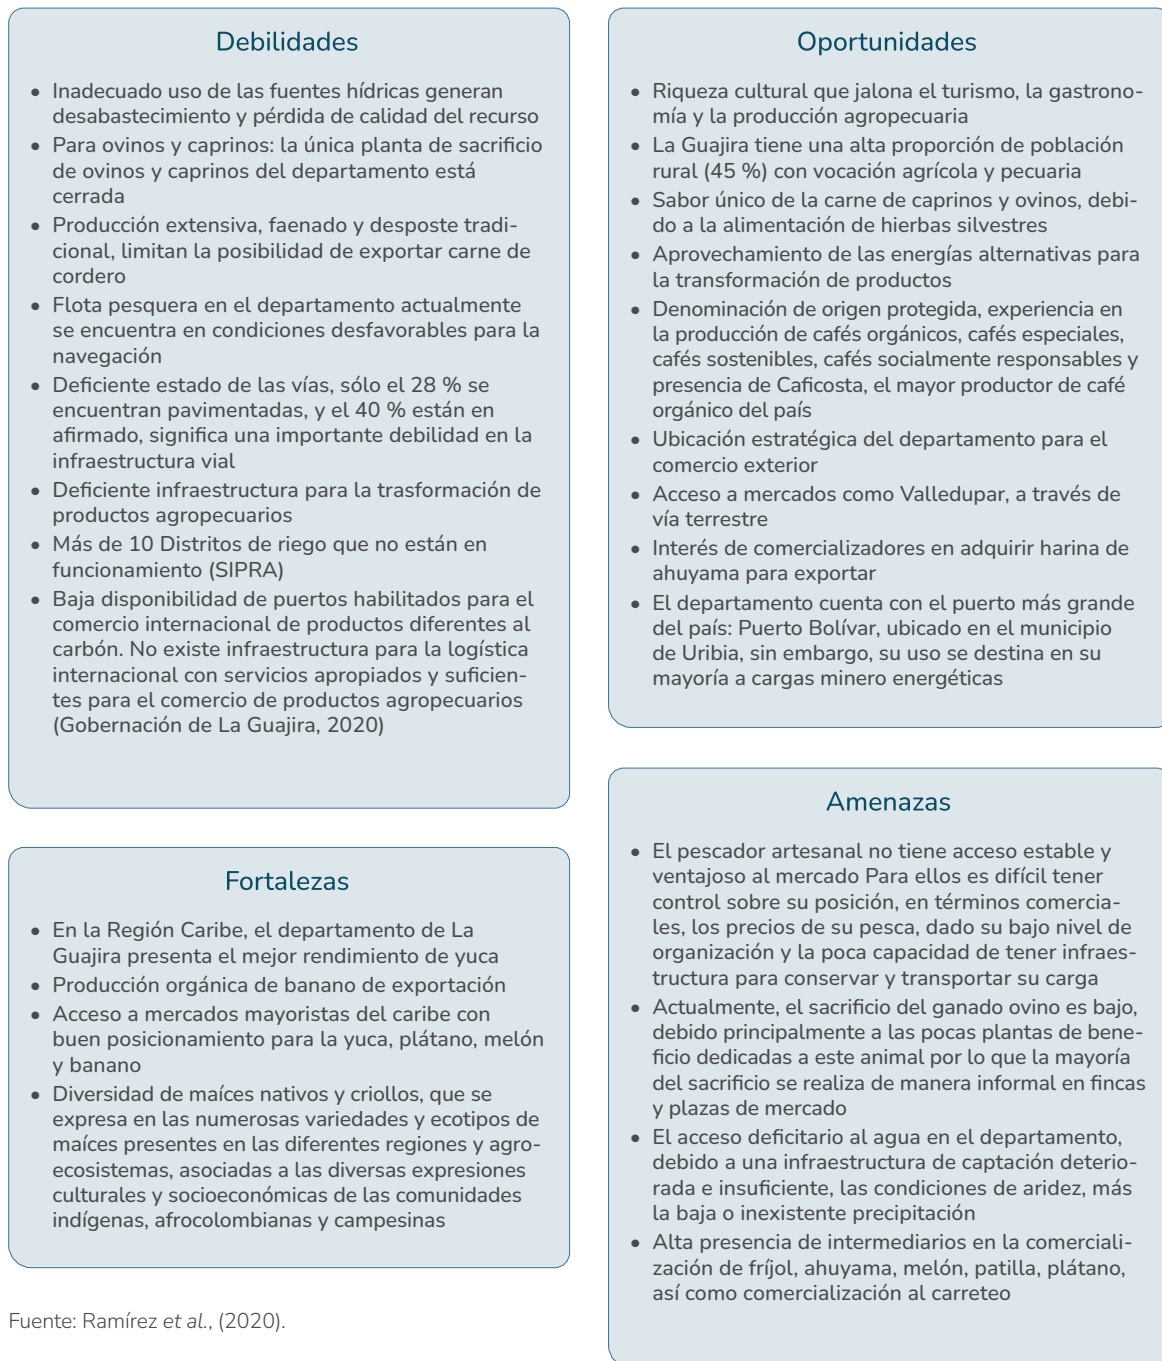 Debilidades
• Inadecuado uso de las fuentes hídricas generan
desabastecimiento y pérdida de calidad del recurso
• Para ovinos y caprinos: la única planta de sacrificio
de ovinos y caprinos del departamento está
cerrada
• Producción extensiva, faenado y desposte tradi-
cional, limitan la posibilidad de exportar carne de
cordero
• Flota pesquera en el departamento actualmente
se encuentra en condiciones desfavorables para la
navegación
• Deficiente estado de las vías, sólo el 28 % se
encuentran pavimentadas, y el 40 % están en
afirmado, significa una importante debilidad en la
infraestructura vial
• Deficiente infraestructura para la trasformación de
productos agropecuarios
• Más de 10 Distritos de riego que no están en
funcionamiento (SIPRA)
• Baja disponibilidad de puertos habilitados para el
comercio internacional de productos diferentes al
carbón. No existe infraestructura para la logística
internacional con servicios apropiados y suficien-
tes para el comercio de productos agropecuarios
(Gobernación de La Guajira, 2020)
Oportunidades
• Riqueza cultural que jalona el turismo, la gastrono-
mía y la producción agropecuaria
• La Guajira tiene una alta proporción de población
rural (45 %) con vocación agrícola y pecuaria
• Sabor único de la carne de caprinos y ovinos, debi-
do a la alimentación de hierbas silvestres
• Aprovechamiento de las energías alternativas para
la transformación de productos
• Denominación de origen protegida, experiencia en
la producción de cafés orgánicos, cafés especiales,
cafés sostenibles, cafés socialmente responsables y
presencia de Caficosta, el mayor productor de café
orgánico del país
• Ubicación estratégica del departamento para el
comercio exterior
• Acceso a mercados como Valledupar, a través de
vía terrestre
• Interés de comercializadores en adquirir harina de
ahuyama para exportar
• El departamento cuenta con el puerto más grande
del país: Puerto Bolívar, ubicado en el municipio
de Uribia, sin embargo, su uso se destina en su
mayoría a cargas minero energéticas
Fortalezas
• En la Región Caribe, el departamento de La
Guajira presenta el mejor rendimiento de yuca
• Producción orgánica de banano de exportación
• Acceso a mercados mayoristas del caribe con
buen posicionamiento para la yuca, plátano, melón
y banano
• Diversidad de maíces nativos y criollos, que se
expresa en las numerosas variedades y ecotipos de
maíces presentes en las diferentes regiones y agro-
ecosistemas, asociadas a las diversas expresiones
culturales y socioeconómicas de las comunidades
indígenas, afrocolombianas y campesinas
Amenazas
• El pescador artesanal no tiene acceso estable y
ventajoso al mercado Para ellos es difícil tener
control sobre su posición, en términos comercia-
les, los precios de su pesca, dado su bajo nivel de
organización y la poca capacidad de tener infraes-
tructura para conservar y transportar su carga
• Actualmente, el sacrificio del ganado ovino es bajo,
debido principalmente a las pocas plantas de bene-
ficio dedicadas a este animal por lo que la mayoría
del sacrificio se realiza de manera informal en fincas
y plazas de mercado
• El acceso deficitario al agua en el departamento,
debido a una infraestructura de captación deterio-
rada e insuficiente, las condiciones de aridez, más
la baja o inexistente precipitación
• Alta presencia de intermediarios en la comerciali-
zación de fríjol, ahuyama, melón, patilla, plátano,
así como comercialización al carreteo
Fuente: Ramírez et al., (2020).